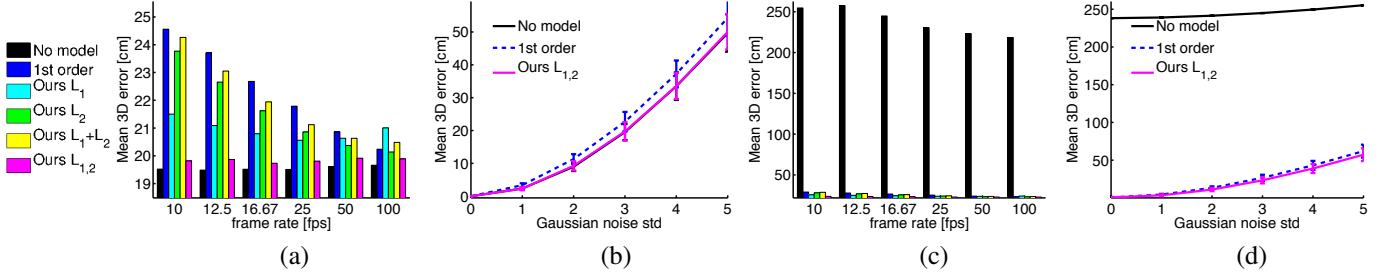 No model
1st order
Ours L1
Ours L2
Ours L1+L2
Ours L1,2
Mean 3D error [cm]
25
24
23
22
21
20
19
10 12.5 16.67 25 50 100
frame rate [fps]
(a)
Mean 3D error [cm]
50
40
30
20
10
0
No model
1st order
Ours L1,2
0 1 2 3 4 5
Gaussian noise std
(b)
Mean 3D error [cm]
250
200
150
100
50
10 12.5 16.67 25 50 100
frame rate [fps]
(c)
Mean 3D error [cm]
250
200
150
100
50
No model
1st order
Ours L1,2
0 1 2 3 4 5
Gaussian noise std
(d)